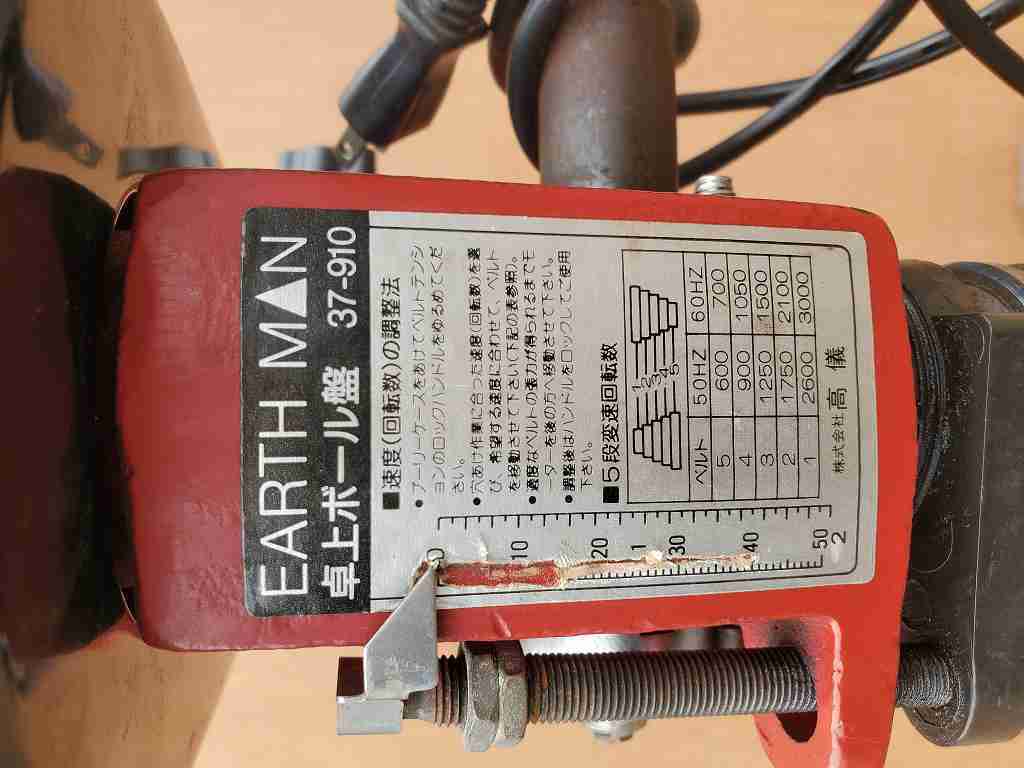 EARTH MAN
卓上ボール盤 37-910
■速度(回転数)の調整法
●プーリーケースをあけてベルトテンシ
ョンのロックハンドルをゆるめてくだ
さい。
●穴あけ作業に合った速度(回転数)を選
び、希望する速度に合わせて、ベルト
を移動させて下さい(下記の表参照)。
●適度なベルトの張力が得られるまでモ
ーターを後の方へ移動させて下さい。
●調整後はハンドルをロックしてご使用
下さい。
■5段変速回転数
1
2
3
4
5
ベルト 50HZ 60HZ
5 600 700
4 900 1050
3 1250 1500
2 1750 2100
1 2600 3000
株式会社 高儀
0 10 20 30 40 50
1 2